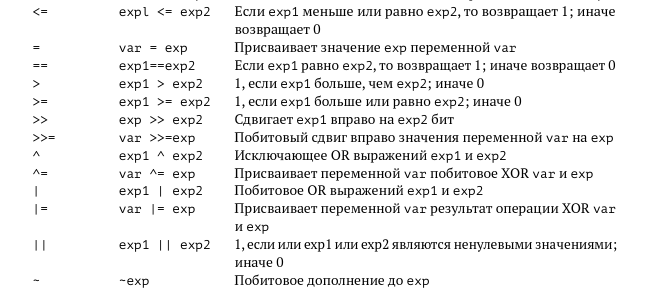 <= expl <= exp2 Если exp1 меньше или равно exp2, то возвращает 1; иначе
возвращает 0
= var = exp Присваивает значение exp переменной var
== exp1==exp2 Если exp1 равно exp2, то возвращает 1; иначе возвращает 0
> exp1 > exp2 1, если exp1 больше, чем exp2; иначе 0
>= exp1 >= exp2 1, если exp1 больше или равно exp2; иначе 0
>> exp >> exp2 Сдвигает exp1 вправо на exp2 бит
>>= var >>=exp Побитовый сдвиг вправо значения переменной var на exp
^ exp1 ^ exp2 Исключающее OR выражений exp1 и exp2
^= var ^= exp Присваивает переменной var побитовое XOR var и exp
| exp1 | exp2 Побитовое OR выражений exp1 и exp2
|= var |= exp Присваивает переменной var результат операции XOR var
и exp
|| exp1 || exp2 1, если или exp1 или exp2 являются ненулевыми значениями;
иначе 0
~ ~exp Побитовое дополнение до exp